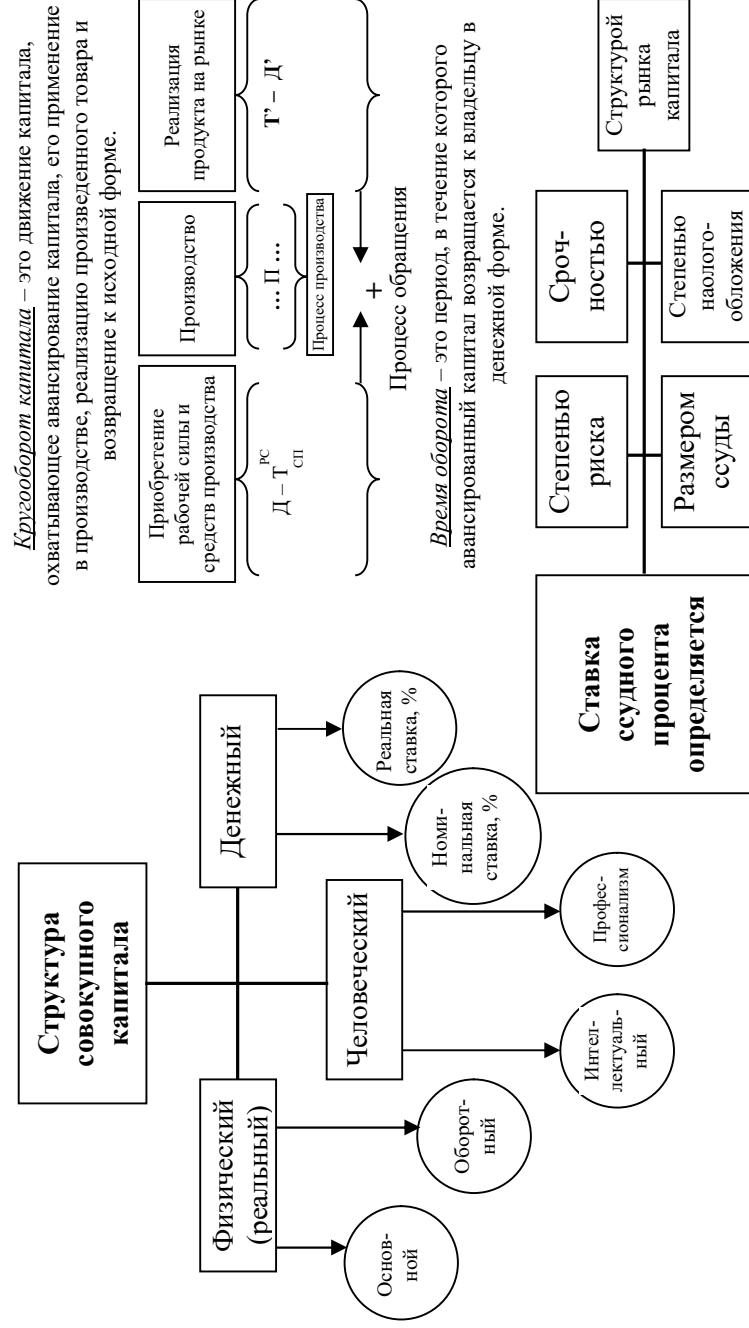 Структура
совокупного
капитала
Физический
(реальный)
Денежный
Человеческий
Основ-
ной
Оборот-
ный
Интел-
лектуаль-
ный
Профес-
сионализм
Номи-
нальная
ставка, %
Реальная
ставка, %
Кругооборот капитала – это движение капитала,
охватывающее авансирование капитала, его применение
в производстве, реализацию произведенного товара и
возвращение к исходной форме.
Приобретение
рабочей силы и
средств производства
Производство
Реализация
продукта на рынке
Д – Т РС СП
... П ...
Т’ – Д’
Процесс производства
+
Процесс обращения
Время оборота – это период, в течение которого
авансированный капитал возвращается к владельцу в
денежной форме.
Ставка
ссудного
процента
определяется
Степенью
риска
Сроч-
ностью
Размером
ссуды
Степенью
наолого-
обложения
Структурой
рынка
капитала